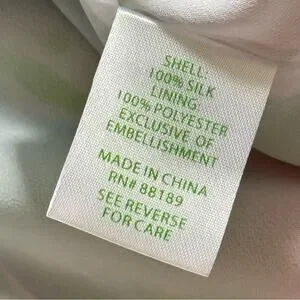 SHELL:
100% SILK
LINING:
100% POLYESTER
EXCLUSIVE OF
EMBELLISHMENT
MADE IN CHINA
RN# 88189
SEE REVERSE
FOR CARE